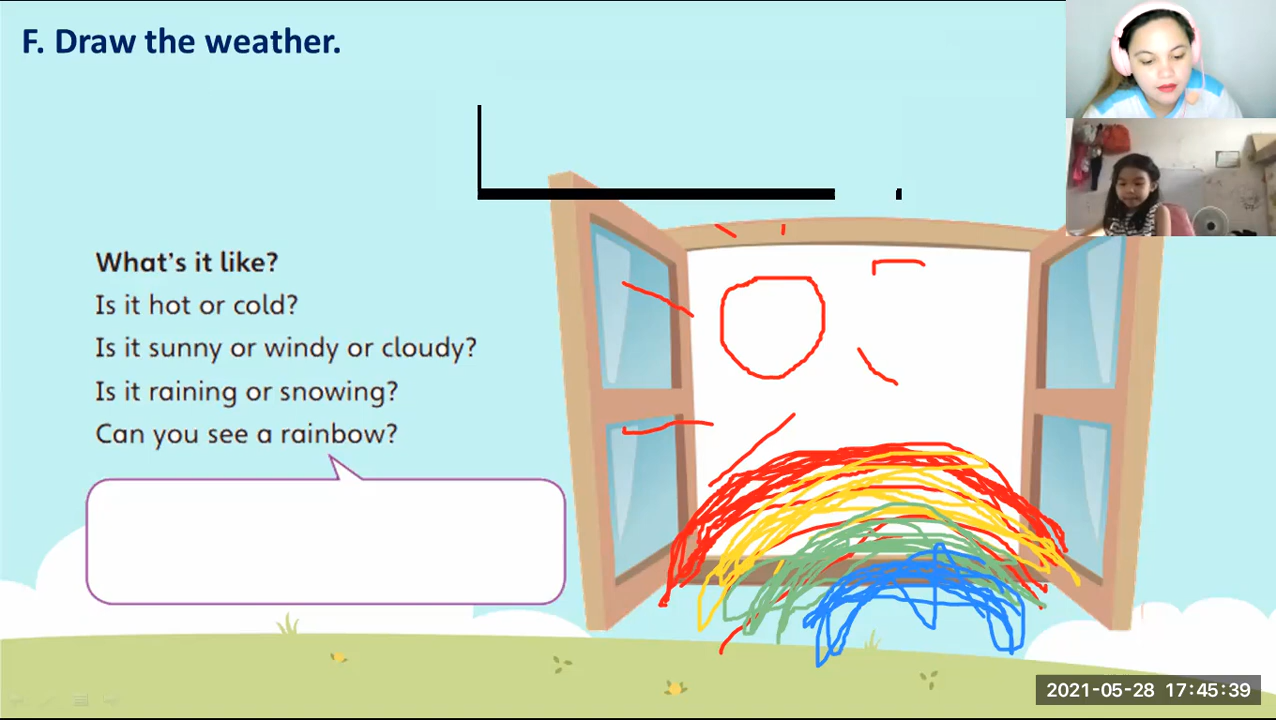 F. Draw the weather.
What's it like?
Is it hot or cold?
Is it sunny or windy or cloudy?
Is it raining or snowing?
Can you see a rainbow?
2021-05-28 17:45:39